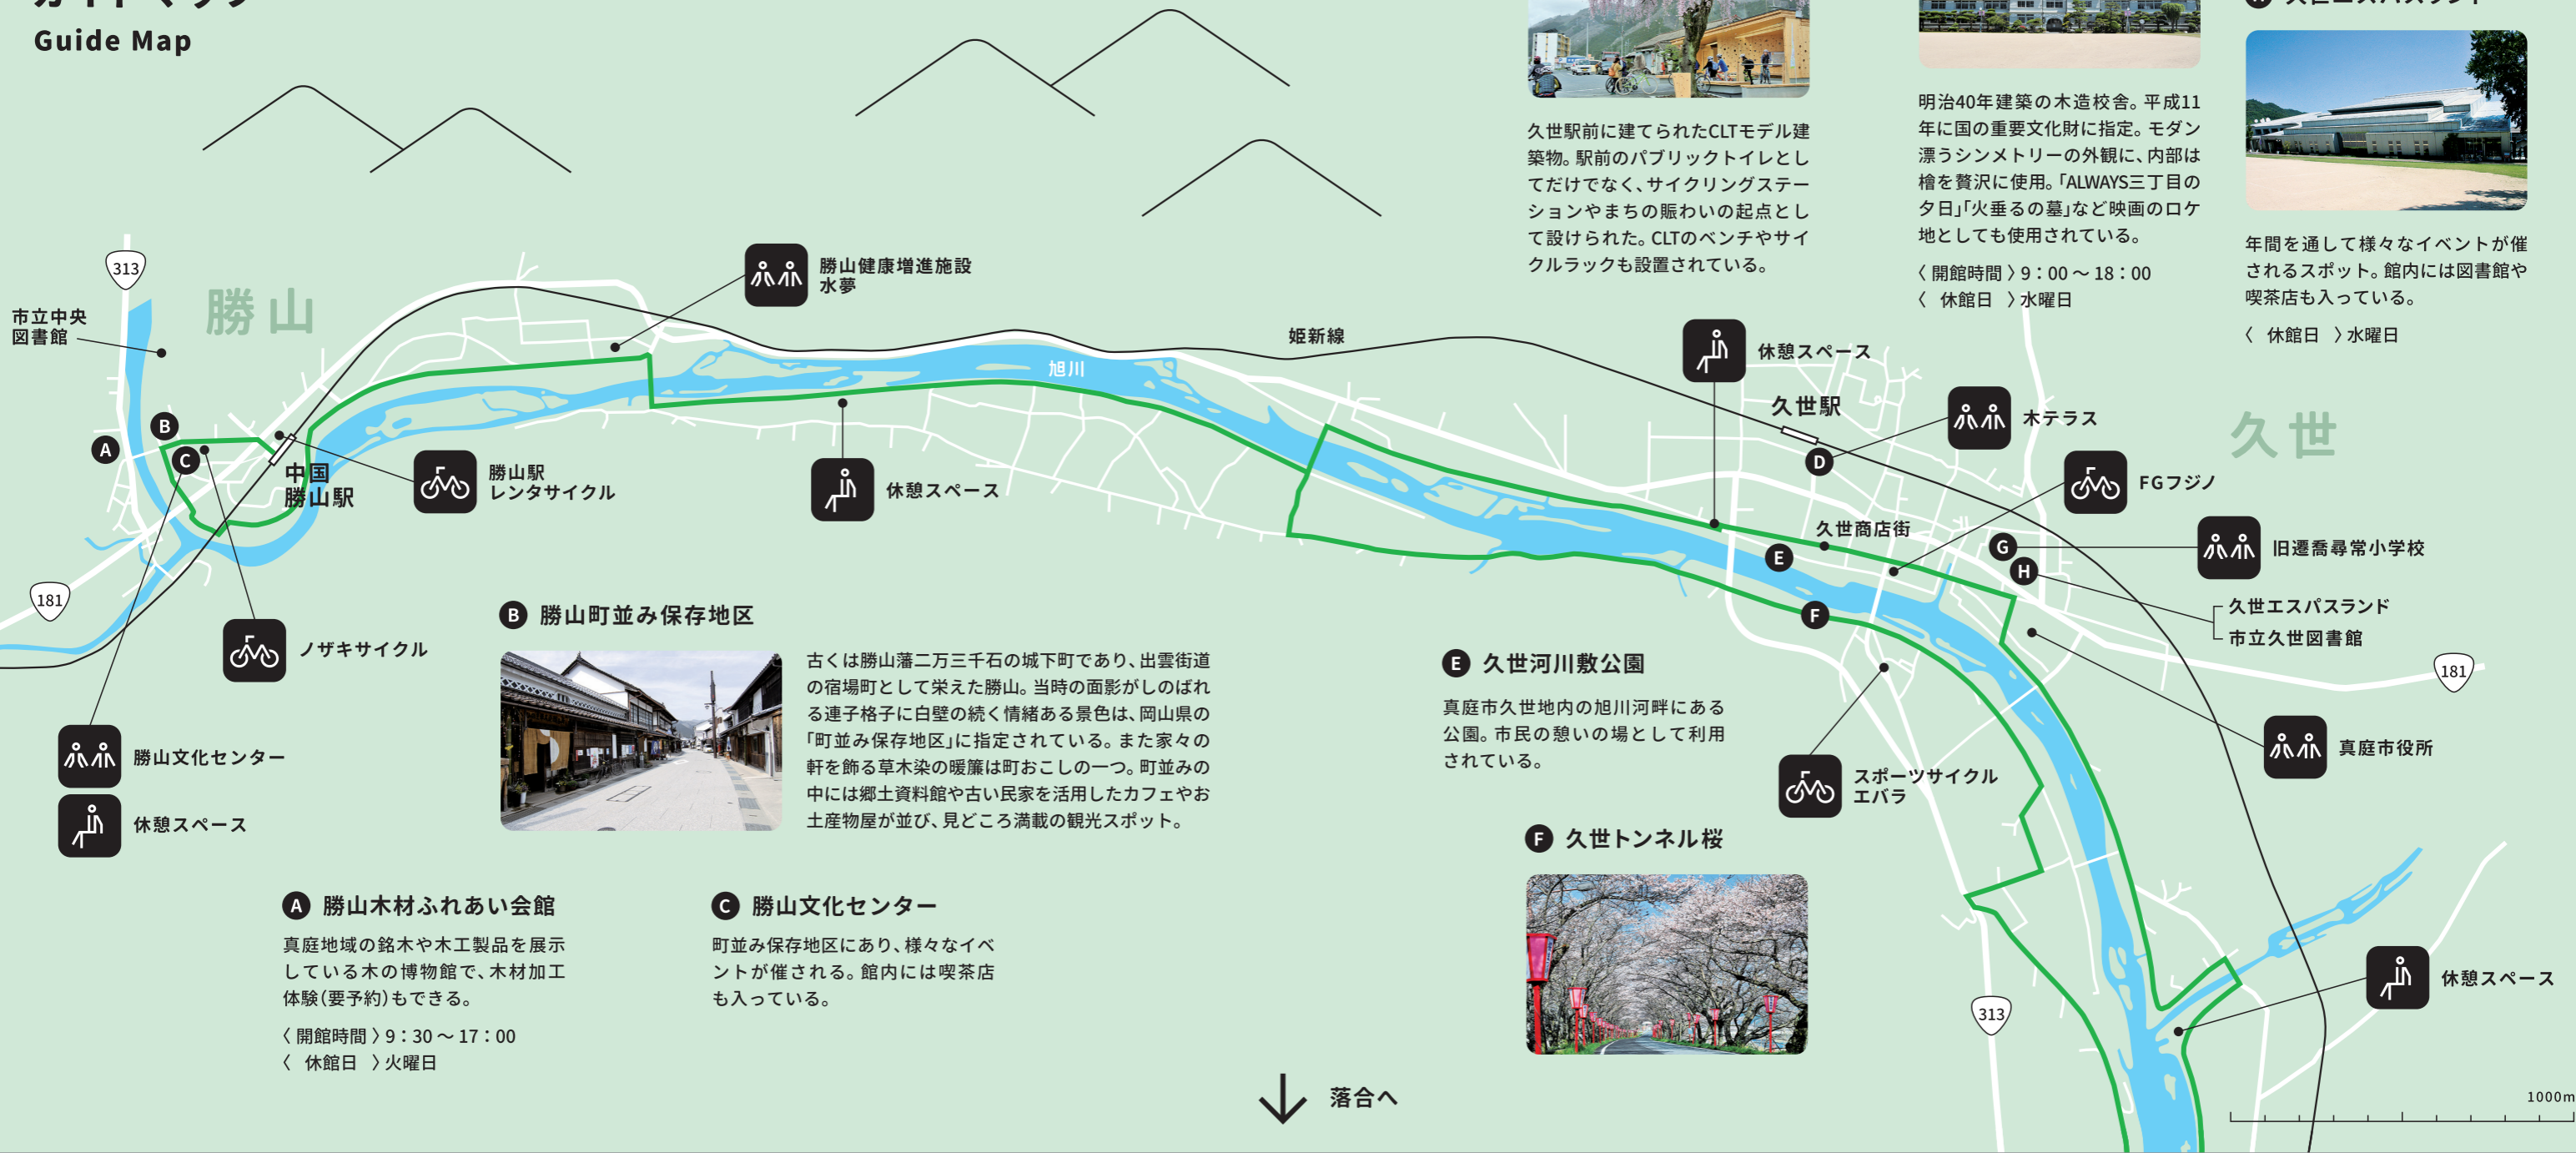 ガイドマップ
Guide Map
313
勝山
市立中央
図書館
勝山健康増進施設
水夢
B
A
C
中国
勝山駅
勝山駅
レンタサイクル
休憩スペース
旭川
姫新線
181
ノザキサイクル
勝山文化センター
休憩スペース
B 勝山町並み保存地区
古くは勝山藩二万三千石の城下町であり、出雲街道
の宿場町として栄えた勝山。当時の面影がしのばれ
る連子格子に白壁の続く情緒ある景色は、岡山県の
「町並み保存地区」に指定されている。また家々の
軒を飾る草木染の暖簾は町おこしの一つ。町並みの
中には郷土資料館や古い民家を活用したカフェやお
土産物屋が並び、見どころ満載の観光スポット。
A 勝山木材ふれあい会館
真庭地域の銘木や木工製品を展示
している木の博物館で、木材加工
体験(要予約)もできる。
〈 開館時間 〉9：30 〜 17：00
〈 休館日 〉火曜日
C 勝山文化センター
町並み保存地区にあり、様々なイベ
ントが催される。館内には喫茶店
も入っている。
久世駅前に建てられたCLTモデル建
築物。駅前のパブリックトイレとし
てだけでなく、サイクリングステー
ションやまちの賑わいの起点とし
て設けられた。CLTのベンチやサイ
クルラックも設置されている。
明治40年建築の木造校舎。平成11
年に国の重要文化財に指定。モダン
漂うシンメトリーの外観に、内部は
檜を贅沢に使用。「ALWAYS三丁目の
夕日」「火垂るの墓」など映画のロケ
地としても使用されている。
〈 開館時間 〉9：00 〜 18：00
〈 休館日 〉水曜日
H 久世エスパスランド
年間を通して様々なイベントが催
されるスポット。館内には図書館や
喫茶店も入っている。
〈 休館日 〉水曜日
休憩スペース
久世駅
木テラス
久世
D
FGフジノ
久世商店街
E
G
旧遷喬尋常小学校
H
久世エスパスランド
市立久世図書館
F
181
真庭市役所
E 久世河川敷公園
真庭市久世地内の旭川河畔にある
公園。市民の憩いの場として利用
されている。
スポーツサイクル
エバラ
F 久世トンネル桜
313
休憩スペース
落合へ
1000m